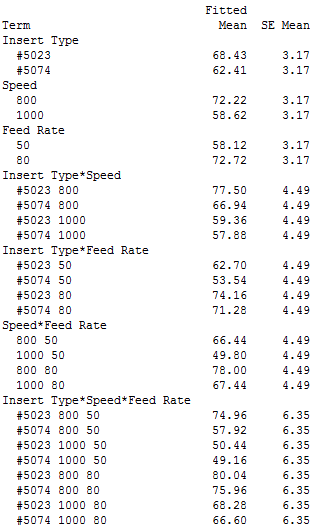 Fitted
Term Mean SE Mean
Insert Type
#5023 68.43 3.17
#5074 62.41 3.17
Speed
800 72.22 3.17
1000 58.62 3.17
Feed Rate
50 58.12 3.17
80 72.72 3.17
Insert Type*Speed
#5023 800 77.50 4.49
#5074 800 66.94 4.49
#5023 1000 59.36 4.49
#5074 1000 57.88 4.49
Insert Type*Feed Rate
#5023 50 62.70 4.49
#5074 50 53.54 4.49
#5023 80 74.16 4.49
#5074 80 71.28 4.49
Speed*Feed Rate
800 50 66.44 4.49
1000 50 49.80 4.49
800 80 78.00 4.49
1000 80 67.44 4.49
Insert Type*Speed*Feed Rate
#5023 800 50 74.96 6.35
#5074 800 50 57.92 6.35
#5023 1000 50 50.44 6.35
#5074 1000 50 49.16 6.35
#5023 800 80 80.04 6.35
#5074 800 80 75.96 6.35
#5023 1000 80 68.28 6.35
#5074 1000 80 66.60 6.35